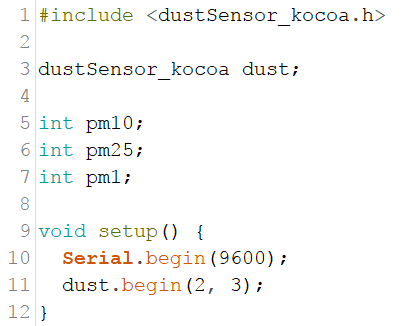 1 #include <dustSensor_kocoa.h>
2
3 dustSensor_kocoa dust;
4
5 int pm10;
6 int pm25;
7 int pm1;
8
9 void setup() {
10   Serial.begin(9600);
11   dust.begin(2, 3);
12 }